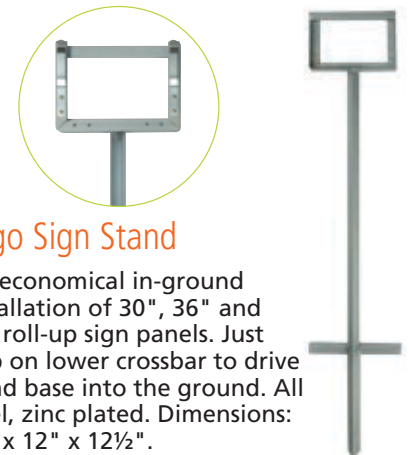 go Sign Stand
economical in-ground
allation of 30", 36" and
roll-up sign panels. Just
on lower crossbar to drive
nd base into the ground. All
el, zinc plated. Dimensions:
x 12" x 12½".